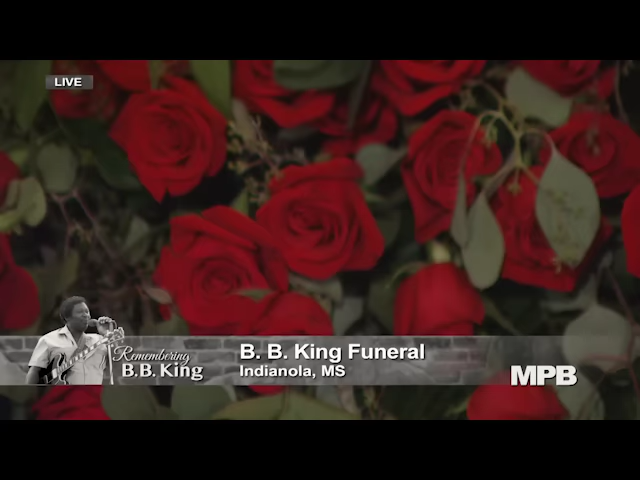 LIVE
Remembering
B.B. King
B. B. King Funeral
Indianola, MS
MPB